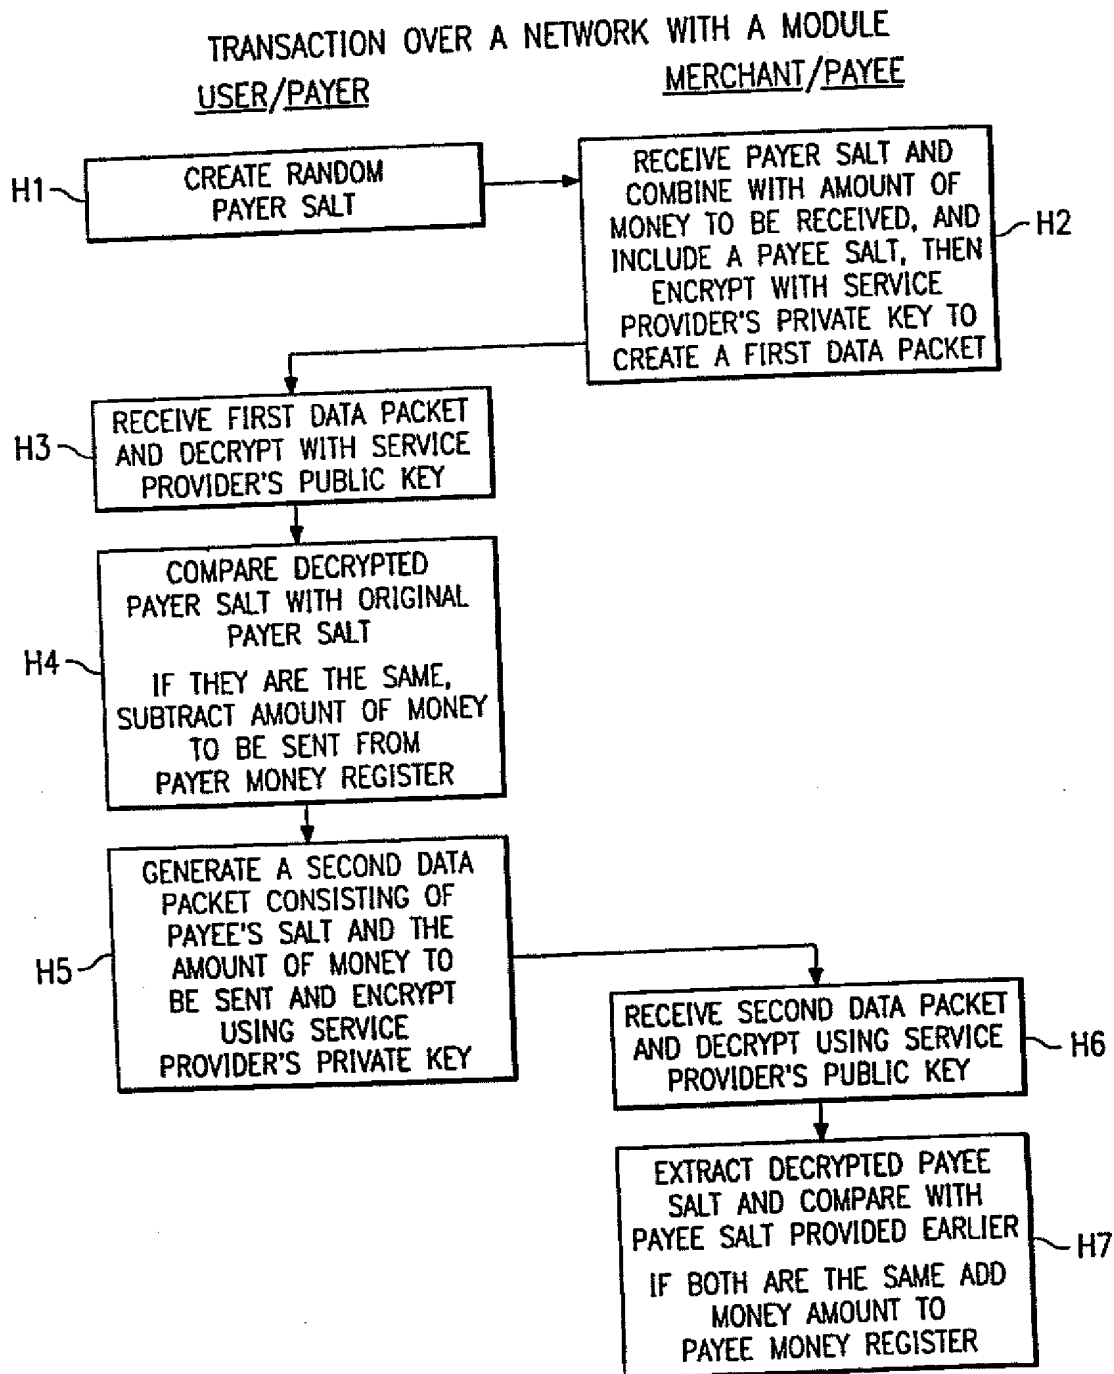 TRANSACTION OVER A NETWORK WITH A MODULE
USER/PAYER
MERCHANT/PAYEE
H1
CREATE RANDOM
PAYER SALT
RECEIVE PAYER SALT AND
COMBINE WITH AMOUNT OF
MONEY TO BE RECEIVED, AND
INCLUDE A PAYEE SALT, THEN
ENCRYPT WITH SERVICE
PROVIDER'S PRIVATE KEY TO
CREATE A FIRST DATA PACKET
H2
H3
RECEIVE FIRST DATA PACKET
AND DECRYPT WITH SERVICE
PROVIDER'S PUBLIC KEY
H4
COMPARE DECRYPTED
PAYER SALT WITH ORIGINAL
PAYER SALT
IF THEY ARE THE SAME,
SUBTRACT AMOUNT OF MONEY
TO BE SENT FROM
PAYER MONEY REGISTER
H5
GENERATE A SECOND DATA
PACKET CONSISTING OF
PAYEE'S SALT AND THE
AMOUNT OF MONEY TO
BE SENT AND ENCRYPT
USING SERVICE
PROVIDER'S PRIVATE KEY
RECEIVE SECOND DATA PACKET
AND DECRYPT USING SERVICE
PROVIDER'S PUBLIC KEY
H6
EXTRACT DECRYPTED PAYEE
SALT AND COMPARE WITH
PAYEE SALT PROVIDED EARLIER
IF BOTH ARE THE SAME ADD
MONEY AMOUNT TO
PAYEE MONEY REGISTER
H7